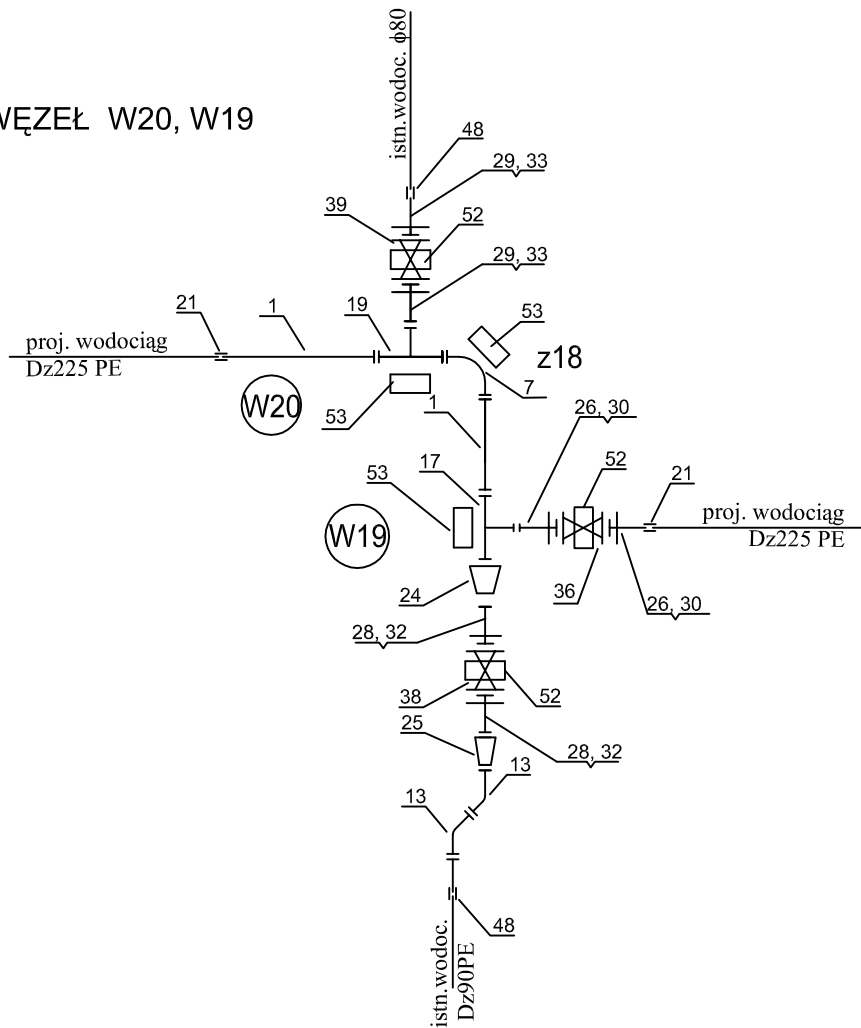 istn.wodoc. ϕ80
WĘZEŁ W20, W19
48
29, 33
39
52
29, 33
21
1
19
53
proj. wodociąg
Dz225 PE
z18
7
W20
53
1
26, 30
53
17
52
21
W19
proj. wodociąg
Dz225 PE
24
36
26, 30
28, 32
38
52
25
28, 32
13
13
48
istn.wodoc.
Dz90PE